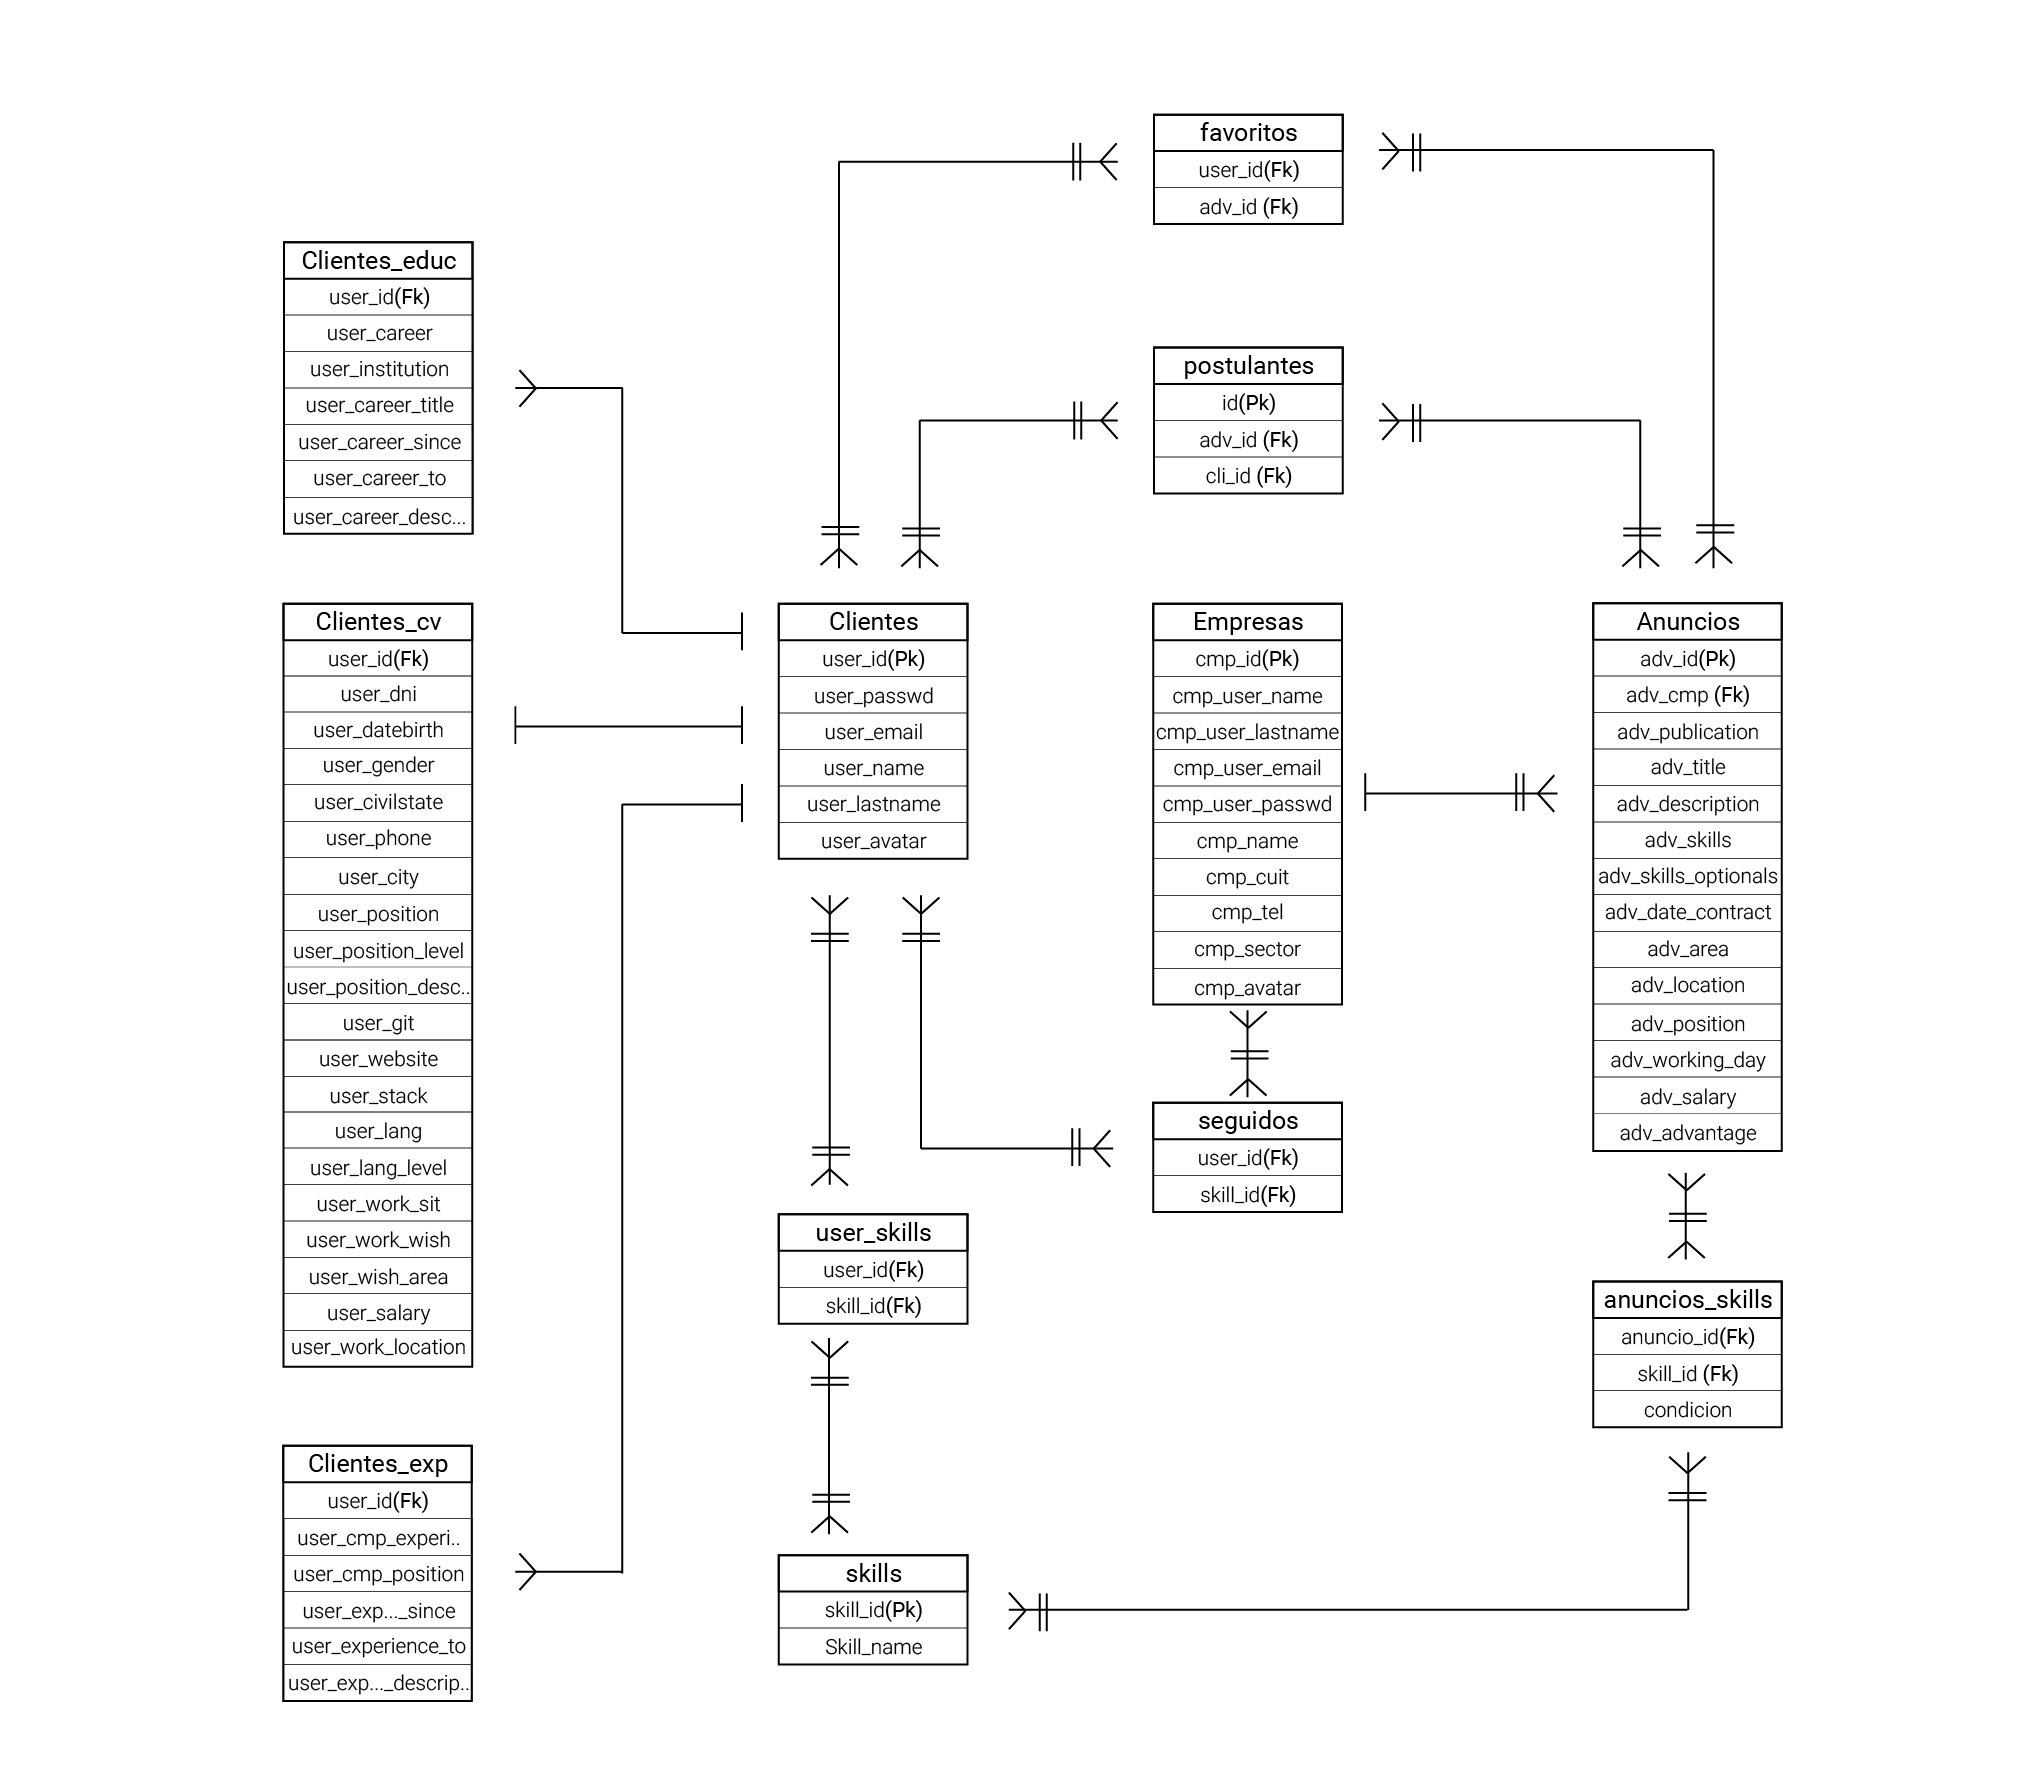 favoritos
user_id(Fk)
adv_id (Fk)
Clientes_educ
user_id(Fk)
user_career
user_institution
user_career_title
user_career_since
user_career_to
user_career_desc...
postulantes
id(Pk)
adv_id (Fk)
cli_id (Fk)
Clientes_cv
user_id(Fk)
user_dni
user_datebirth
user_gender
user_civilstate
user_phone
user_city
user_position
user_position_level
user_position_desc..
user_git
user_website
user_stack
user_lang
user_lang_level
user_work_sit
user_work_wish
user_wish_area
user_salary
user_work_location
Clientes
user_id(Pk)
user_passwd
user_email
user_name
user_lastname
user_avatar
Empresas
cmp_id(Pk)
cmp_user_name
cmp_user_lastname
cmp_user_email
cmp_user_passwd
cmp_name
cmp_cuit
cmp_tel
cmp_sector
cmp_avatar
Anuncios
adv_id(Pk)
adv_cmp (Fk)
adv_publication
adv_title
adv_description
adv_skills
adv_skills_optionals
adv_date_contract
adv_area
adv_location
adv_position
adv_working_day
adv_salary
adv_advantage
seguidos
user_id(Fk)
skill_id(Fk)
user_skills
user_id(Fk)
skill_id(Fk)
anuncios_skills
anuncio_id(Fk)
skill_id (Fk)
condicion
Clientes_exp
user_id(Fk)
user_cmp_experi..
user_cmp_position
user_exp..._since
user_experience_to
user_exp..._descrip..
skills
skill_id(Pk)
Skill_name